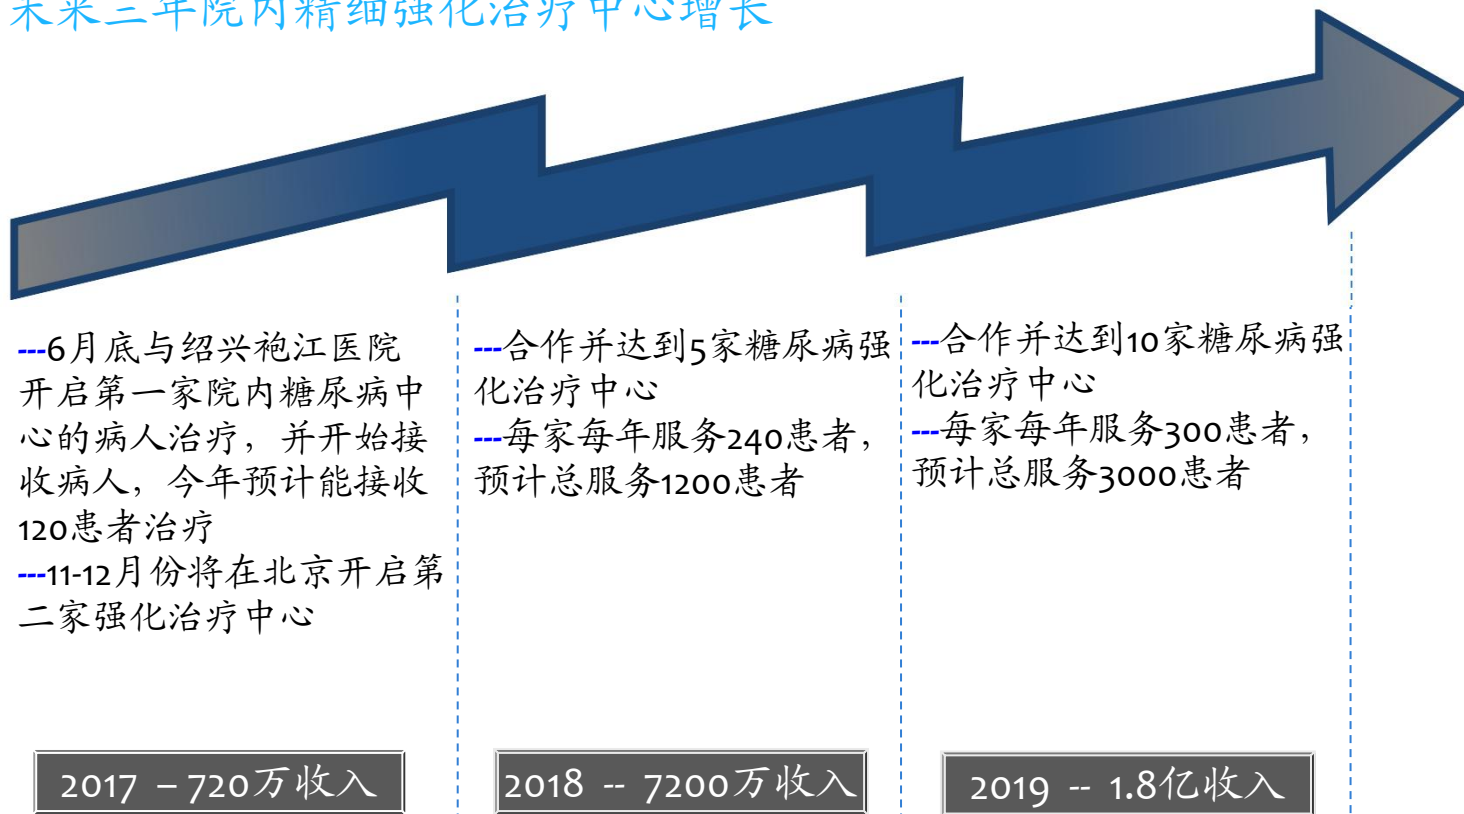 未来三年院内精细强化治疗中心增长
---6月底与绍兴袍江医院
开启第一家院内糖尿病中
心的病人治疗，并开始接
收病人，今年预计能接收
120患者治疗
---11-12月份将在北京开启第
二家强化治疗中心
2017 – 720万收入
---合作并达到5家糖尿病强
化治疗中心
---每家每年服务240患者，
预计总服务1200患者
2018 -- 7200万收入
---合作并达到10家糖尿病强
化治疗中心
---每家每年服务300患者，
预计总服务3000患者
2019 -- 1.8亿收入